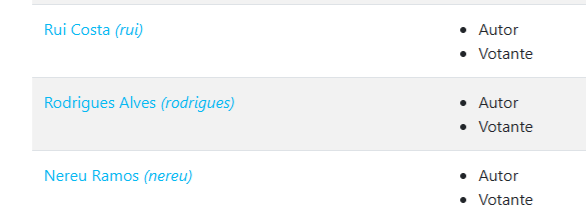 Rui Costa (rui)
• Autor
• Votante
Rodrigues Alves (rodrigues)
• Autor
• Votante
Nereu Ramos (nereu)
• Autor
• Votante